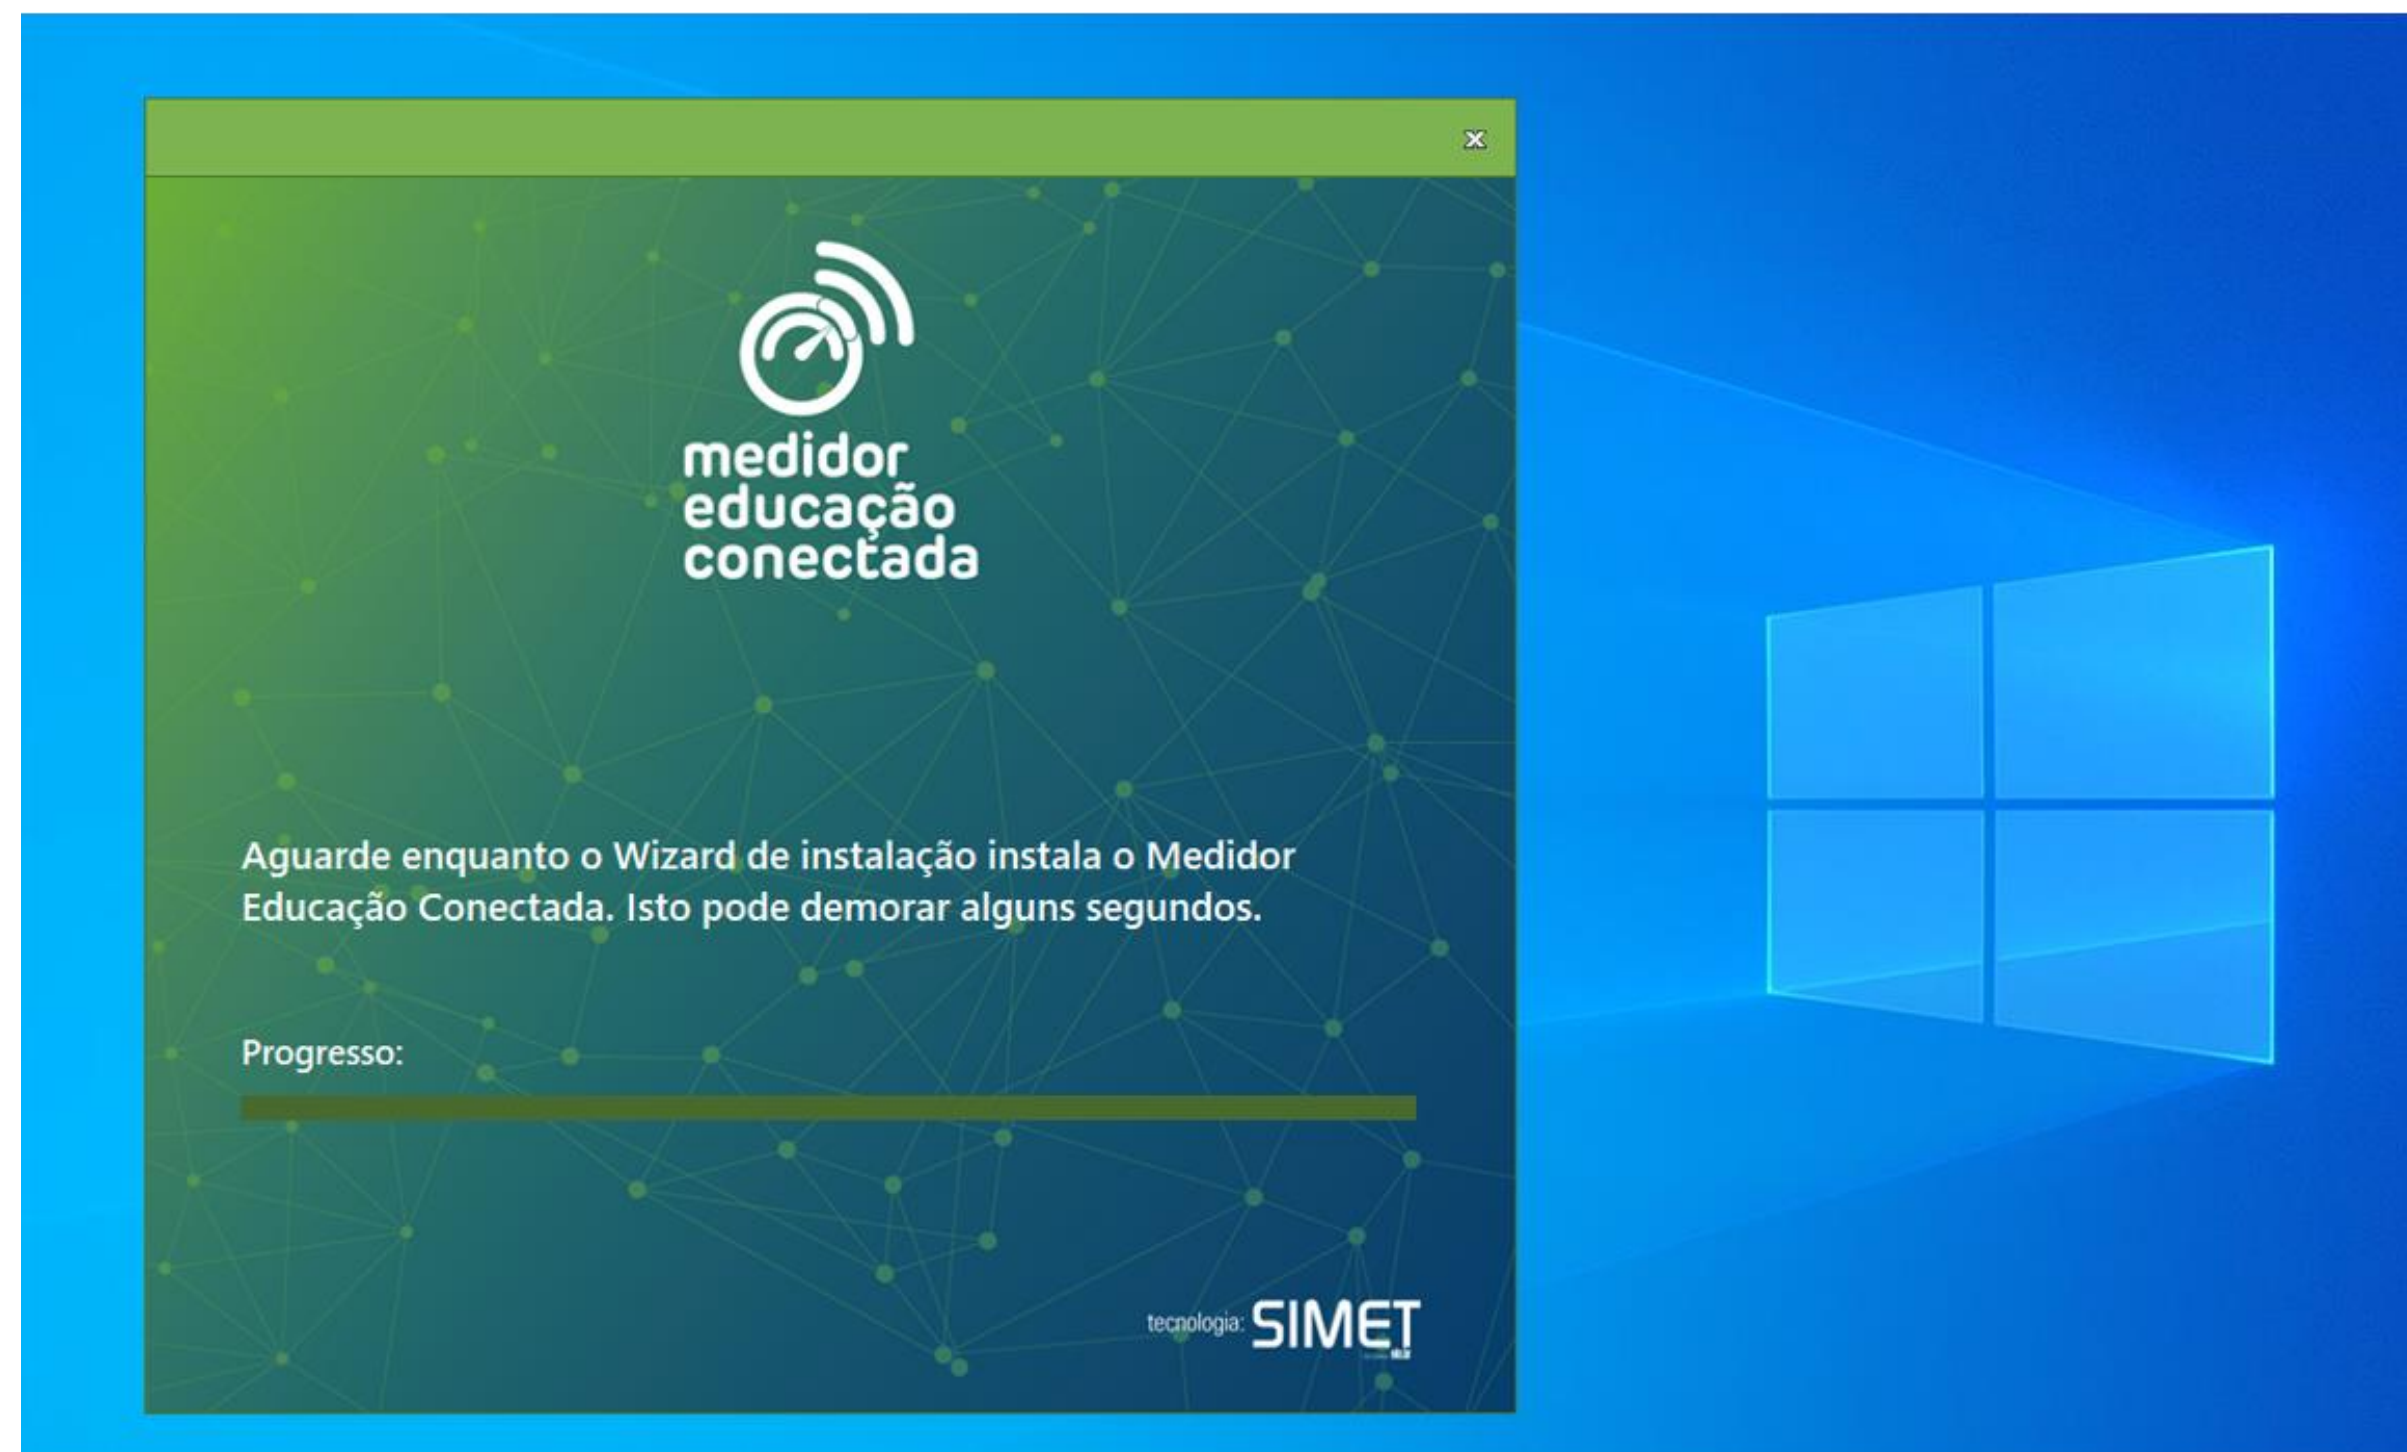 medidor
educação
conectada
Aguarde enquanto o Wizard de instalação instala o Medidor
Educação Conectada. Isto pode demorar alguns segundos.
Progresso:
tecnologia: SIMET